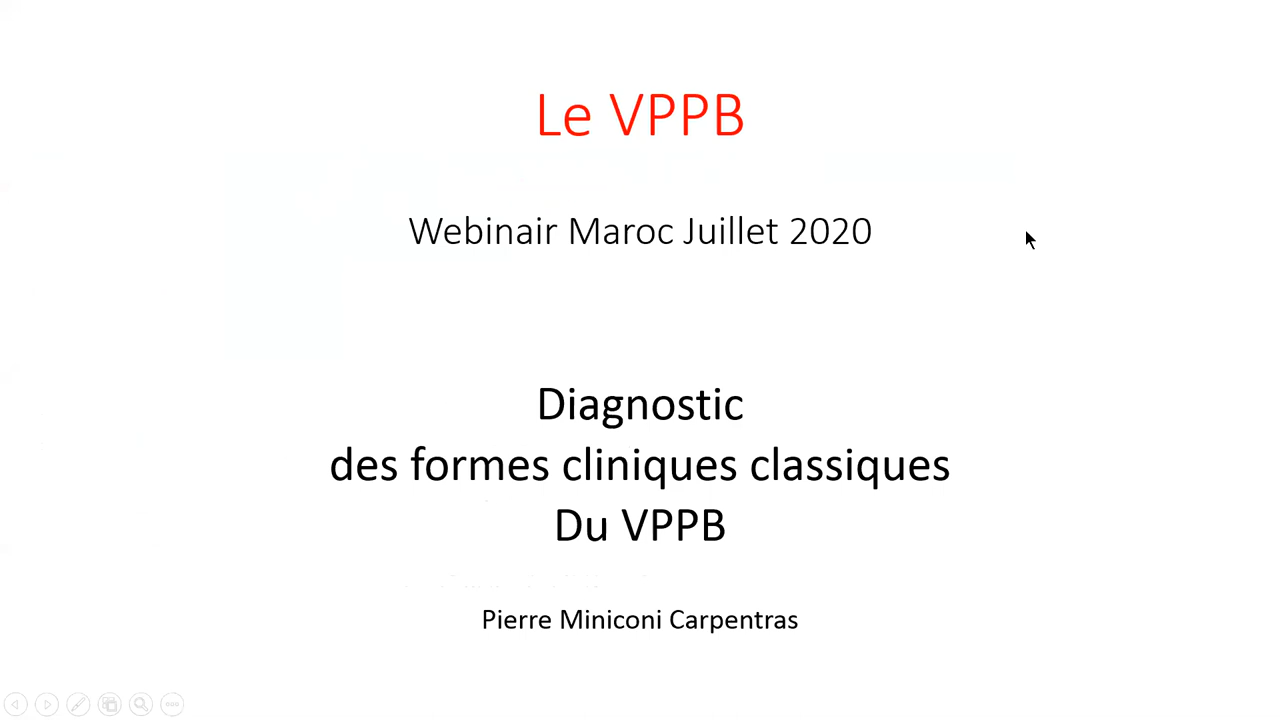 Le VPPB
Webinair Maroc Juillet 2020
Diagnostic
des formes cliniques classiques
Du VPPB
Pierre Miniconi Carpentras